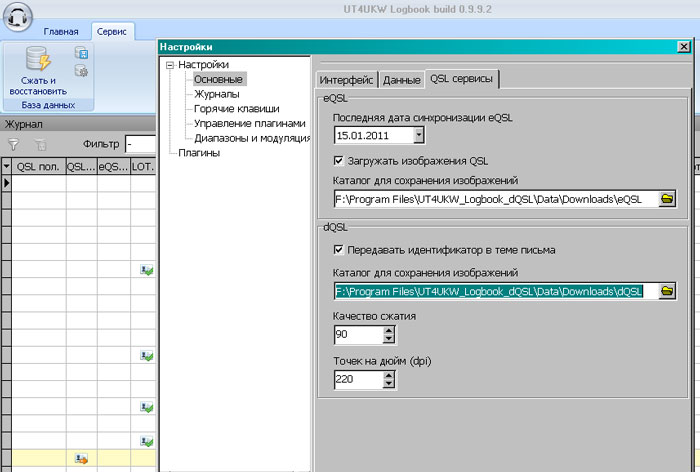 UT4UKW Logbook build 0.9.9.2
Главная
Сервис
Сжать и
восстановить
База данных
Журнал
Фильтр
-
QSL пол.
QSL...
eQS...
LOT.
Настройки
Настройки
Основные
Журналы
Горячие клавиши
Управление плагинами
Диапазоны и модуляция
Плагины
Интерфейс
Данные
QSL сервисы
eQSL
Последняя дата синхронизации eQSL
15.01.2011
Загружать изображения QSL
Каталог для сохранения изображений
F:\Program Files\UT4UKW_Logbook_dQSL\Data\Downloads\eQSL
dQSL
Передавать идентификатор в теме письма
Каталог для сохранения изображений
F:\Program Files\UT4UKW_Logbook_dQSL\Data\Downloads\dQSL
Качество сжатия
90
Точек на дюйм (dpi)
220